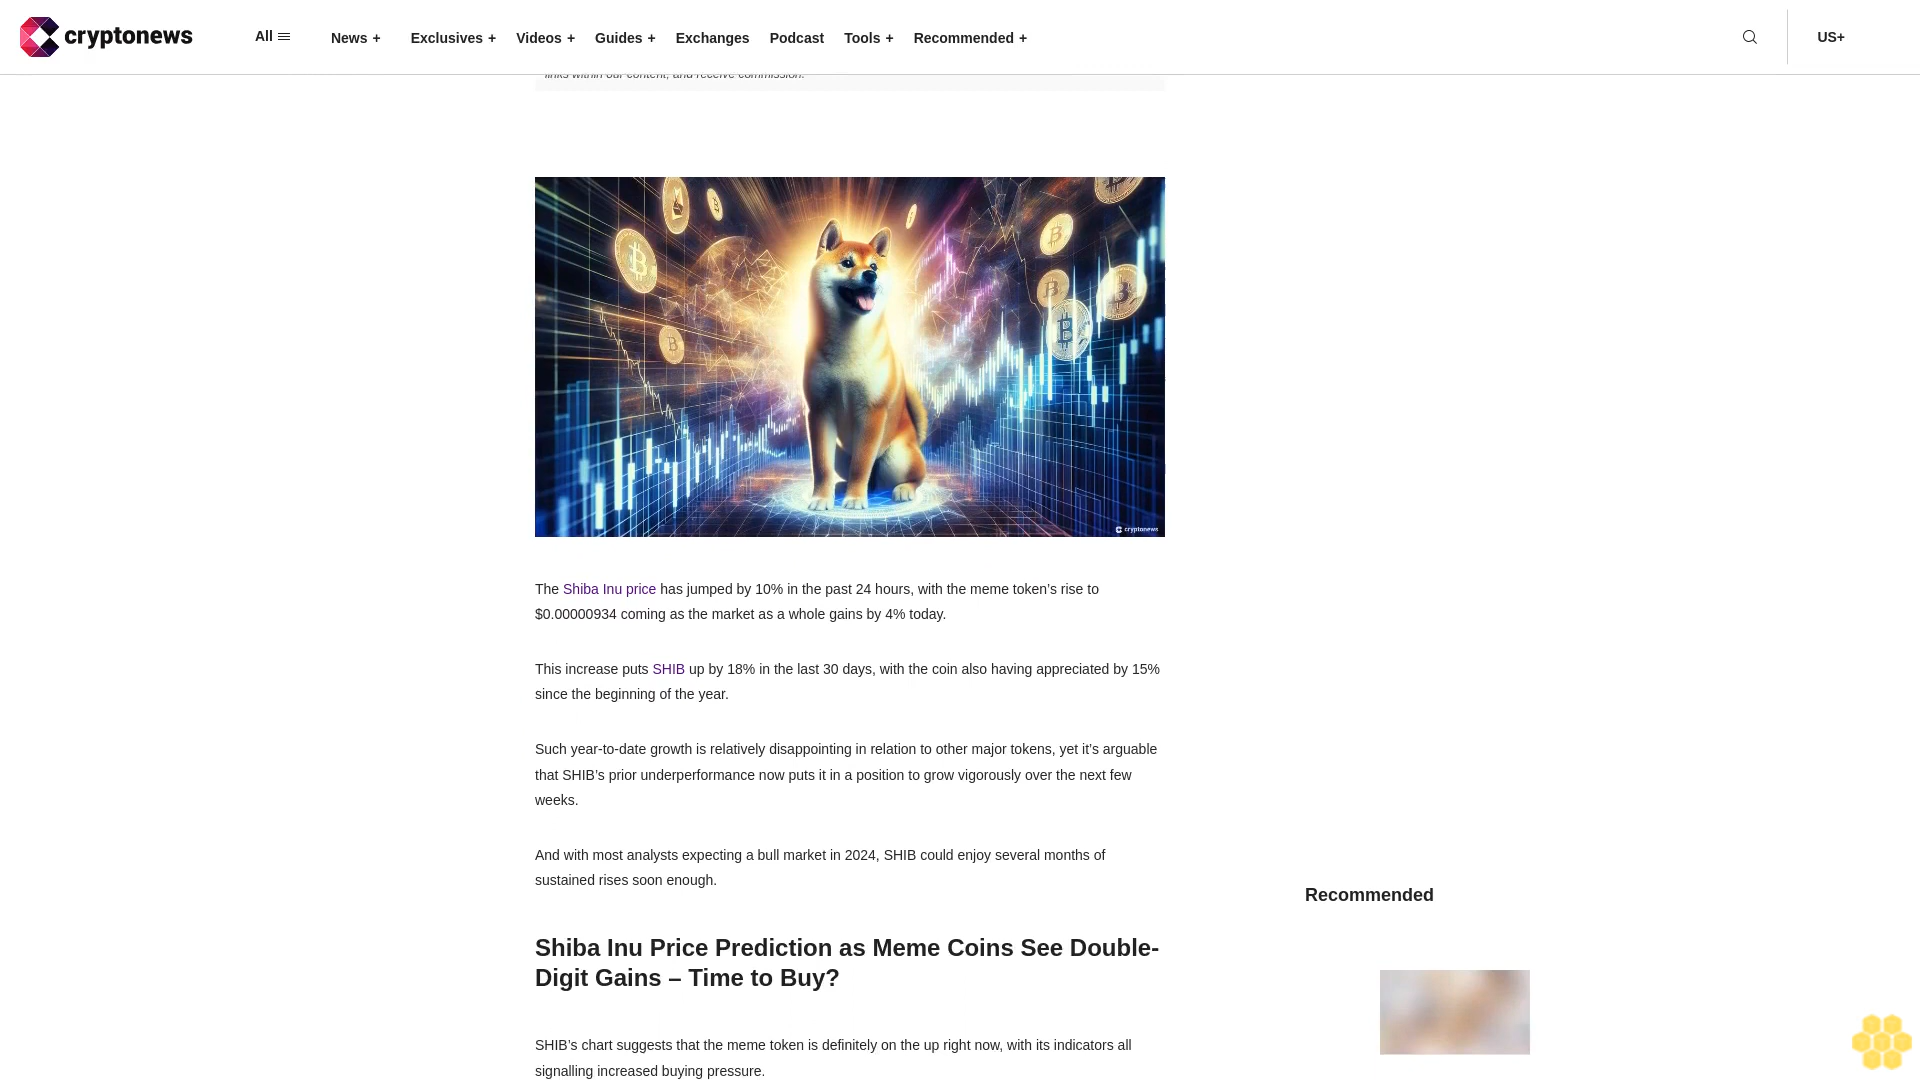 cryptonews
All
News +
Exclusives +
Videos +
Guides +
Exchanges
Podcast
Tools +
Recommended +
US+
links within our content, and receive commission.
cryptonews
The Shiba Inu price has jumped by 10% in the past 24 hours, with the meme token’s rise to
$0.00000934 coming as the market as a whole gains by 4% today.
This increase puts SHIB up by 18% in the last 30 days, with the coin also having appreciated by 15%
since the beginning of the year.
Such year-to-date growth is relatively disappointing in relation to other major tokens, yet it’s arguable
that SHIB’s prior underperformance now puts it in a position to grow vigorously over the next few
weeks.
And with most analysts expecting a bull market in 2024, SHIB could enjoy several months of
sustained rises soon enough.
Recommended
Shiba Inu Price Prediction as Meme Coins See Double-
Digit Gains – Time to Buy?
SHIB’s chart suggests that the meme token is definitely on the up right now, with its indicators all
signalling increased buying pressure.